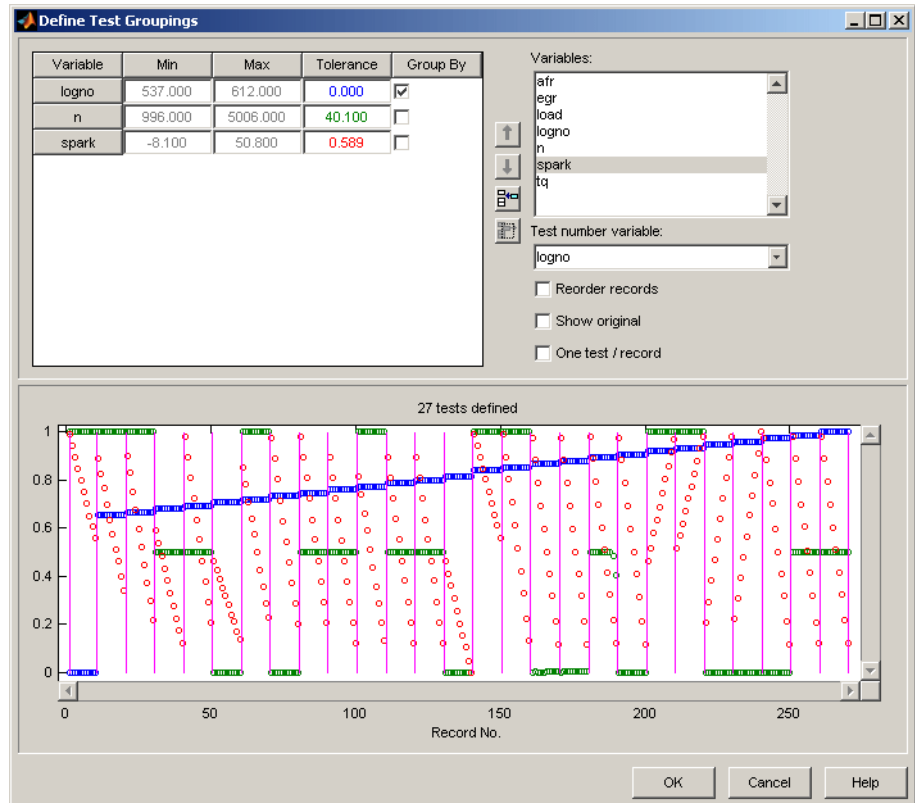 Define Test Groupings
Variable Min Max Tolerance Group By
logno 537.000 612.000 0.000
n 996.000 5006.000 40.100
spark -8.100 50.800 0.589
Variables:
afr
egr
load
logno
n
spark
tq
Test number variable:
logno
Reorder records
Show original
One test / record
27 tests defined
1
0.8
0.6
0.4
0.2
0
0 50 100 150 200 250
Record No.
OK Cancel Help